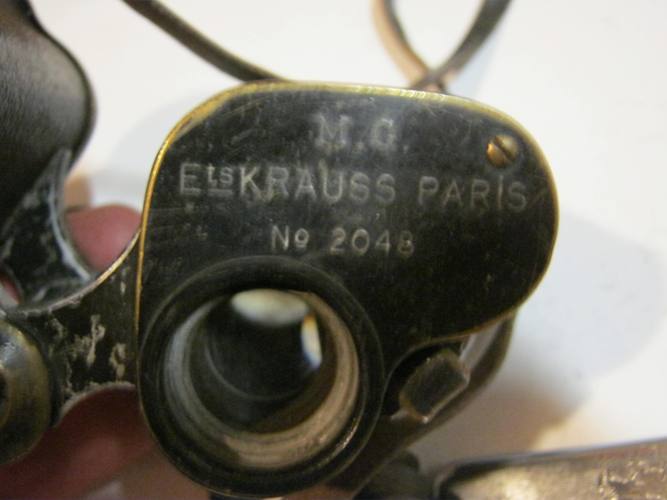 M.G.
Ets KRAUSS PARIS
No 2048